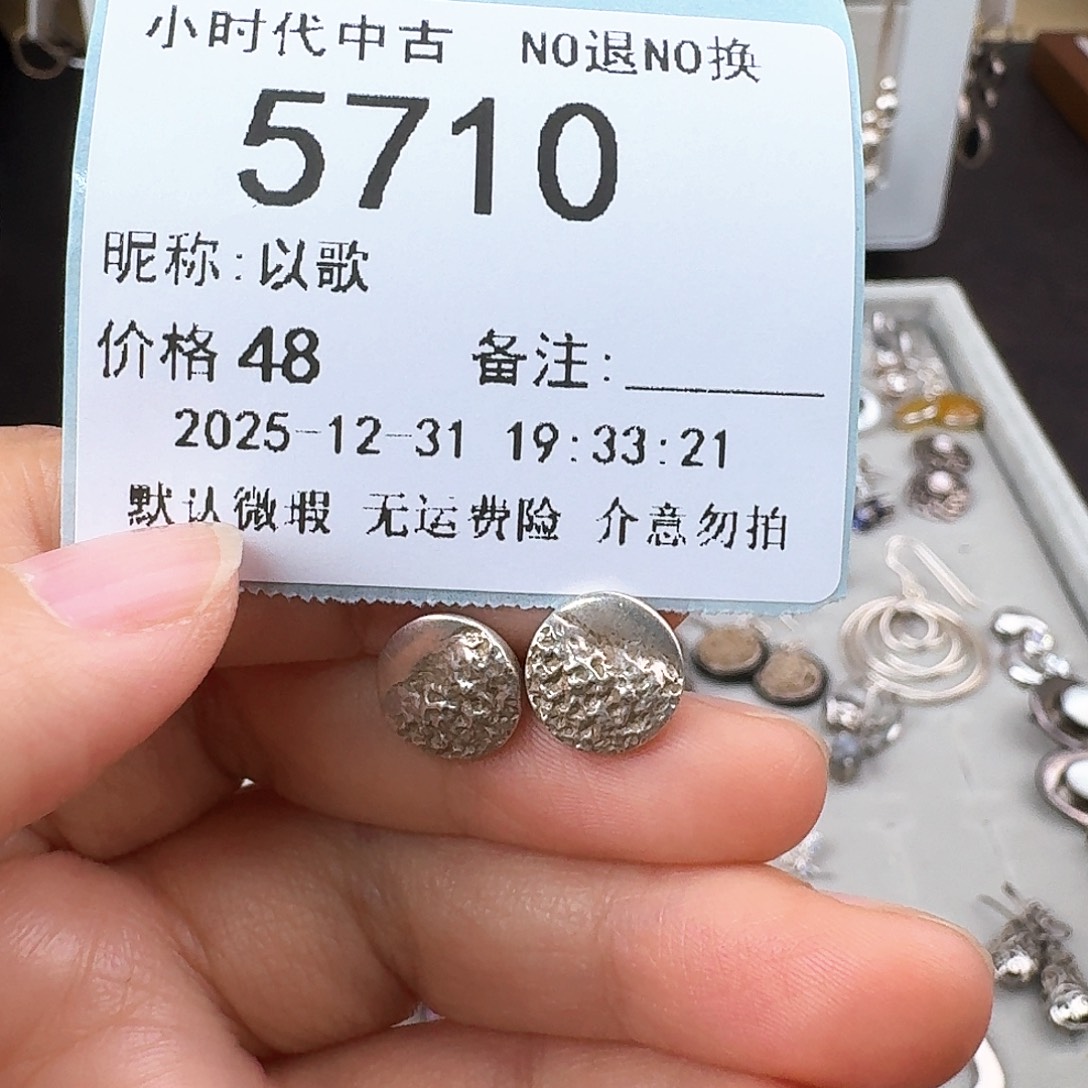 小时代中古 NO退NO换
5710
昵称:以歌
价格 48 备注:________
2025-12-31 19:33:21
默认微瑕 无运费险 介意勿拍